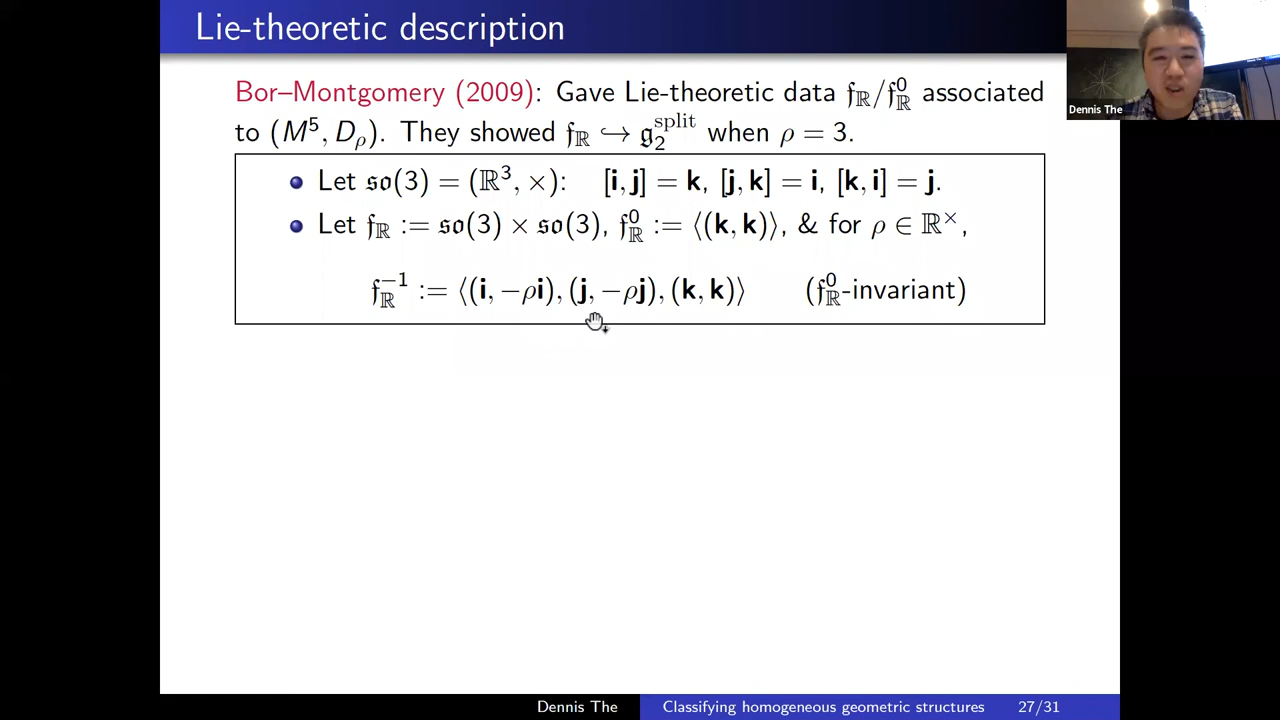 Lie-theoretic description
Bor–Montgomery (2009): Gave Lie-theoretic data 𝔣_ℝ/𝔣_ℝ^0 associated
to (M^5, D_ρ). They showed 𝔣_ℝ ↪ 𝔤_2^split when ρ = 3.
Let 𝔰𝔬(3) = (ℝ^3, ×): [i, j] = k, [j, k] = i, [k, i] = j.
Let 𝔣_ℝ := 𝔰𝔬(3) × 𝔰𝔬(3), 𝔣_ℝ^0 := ⟨(k, k)⟩, & for ρ ∈ ℝ^×,
𝔣_ℝ^−1 := ⟨(i, −ρi), (j, −ρj), (k, k)⟩ (𝔣_ℝ^0-invariant)
Dennis The
Dennis The Classifying homogeneous geometric structures 27/31